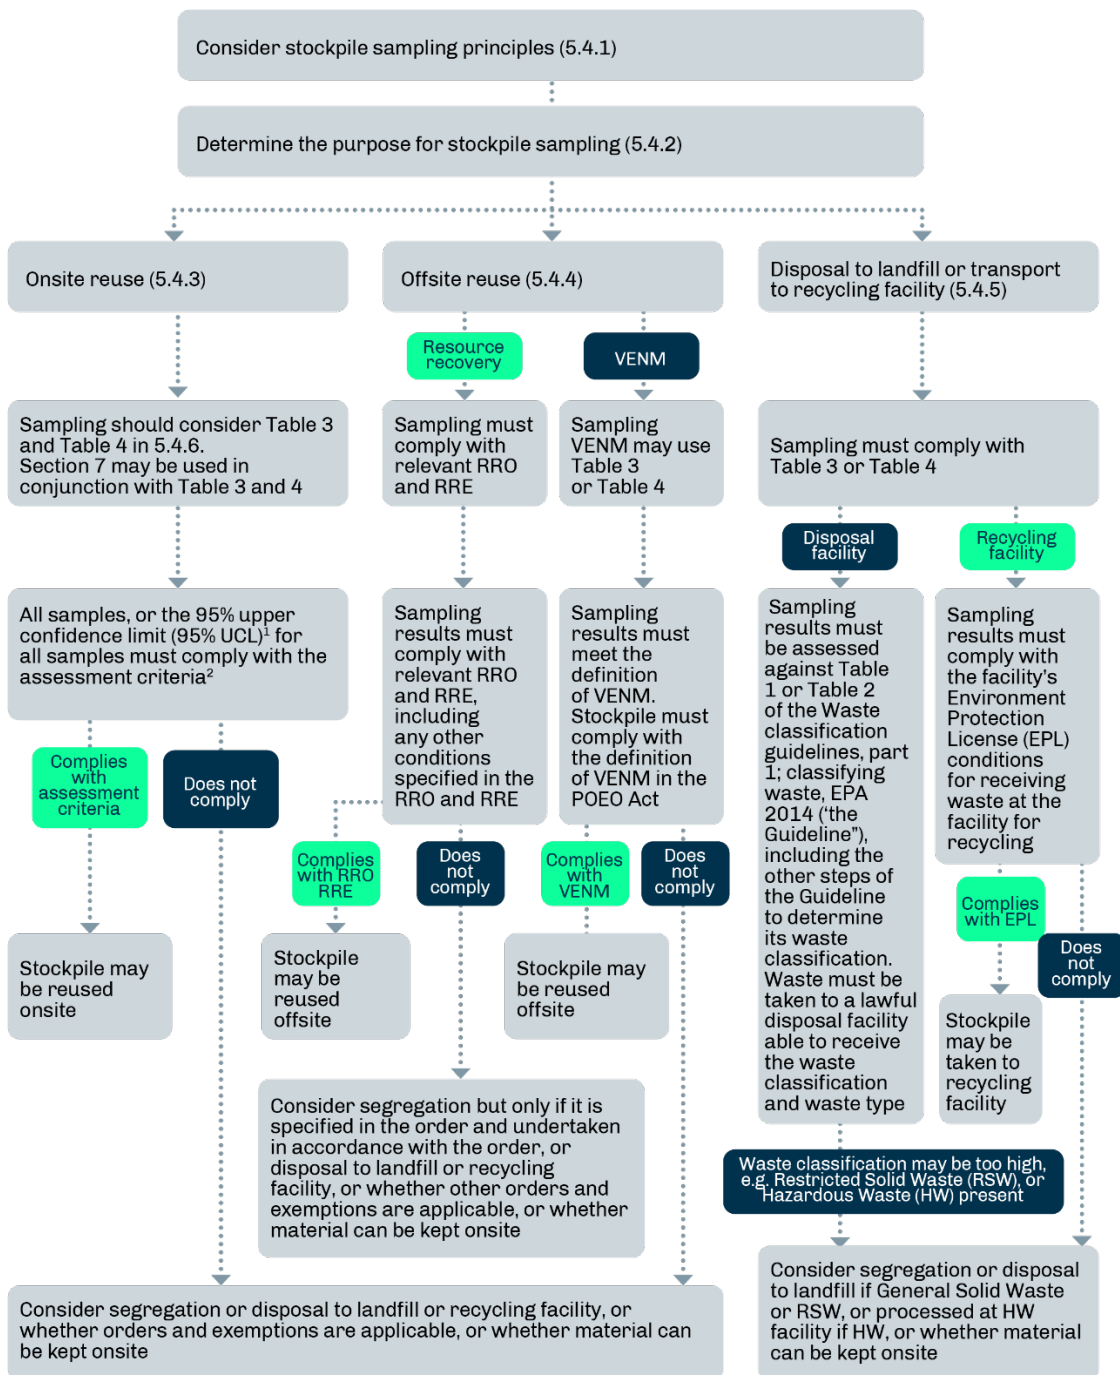 Consider stockpile sampling principles (5.4.1)
Determine the purpose for stockpile sampling (5.4.2)
Onsite reuse (5.4.3)
Offsite reuse (5.4.4)
Disposal to landfill or transport
to recycling facility (5.4.5)
Resource
recovery
VENM
Sampling should consider Table 3
and Table 4 in 5.4.6.
Section 7 may be used in
conjunction with Table 3 and 4
Sampling must
comply with
relevant RRO
and RRE
Sampling
VENM may use
Table 3
or Table 4
Sampling must comply with
Table 3 or Table 4
Disposal
facility
Recycling
facility
All samples, or the 95% upper
confidence limit (95% UCL)¹ for
all samples must comply with the
assessment criteria²
Sampling
results must
comply with
relevant RRO
and RRE,
including
any other
conditions
specified in the
RRO and RRE
Sampling
results must
meet the
definition
of VENM.
Stockpile must
comply with
the definition
of VENM in the
POEO Act
Sampling
results must
be assessed
against Table
1 or Table 2
of the Waste
classification
guidelines, part
1; classifying
waste, EPA
2014 (‘the
Guideline”),
including the
other steps of
the Guideline
to determine
its waste
classification.
Waste must be
taken to a lawful
disposal facility
able to receive
the waste
classification
and waste type
Sampling
results must
comply with
the facility’s
Environment
Protection
License (EPL)
conditions
for receiving
waste at the
facility for
recycling
Complies
with
assessment
criteria
Does not
comply
Complies
with RRO
RRE
Does not
comply
Complies
with VENM
Does not
comply
Complies
with EPL
Does
not
comply
Stockpile may
be reused
onsite
Stockpile
may be
reused
offsite
Stockpile may
be reused
offsite
Stockpile
may be
taken to
recycling
facility
Consider segregation but only if it is
specified in the order and undertaken
in accordance with the order, or
disposal to landfill or recycling
facility, or whether other orders and
exemptions are applicable, or whether
material can be kept onsite
Waste classification may be too high,
e.g. Restricted Solid Waste (RSW), or
Hazardous Waste (HW) present
Consider segregation or disposal to landfill or recycling facility, or
whether orders and exemptions are applicable, or whether material can
be kept onsite
Consider segregation or disposal
to landfill if General Solid Waste
or RSW, or processed at HW
facility if HW, or whether material
can be kept onsite